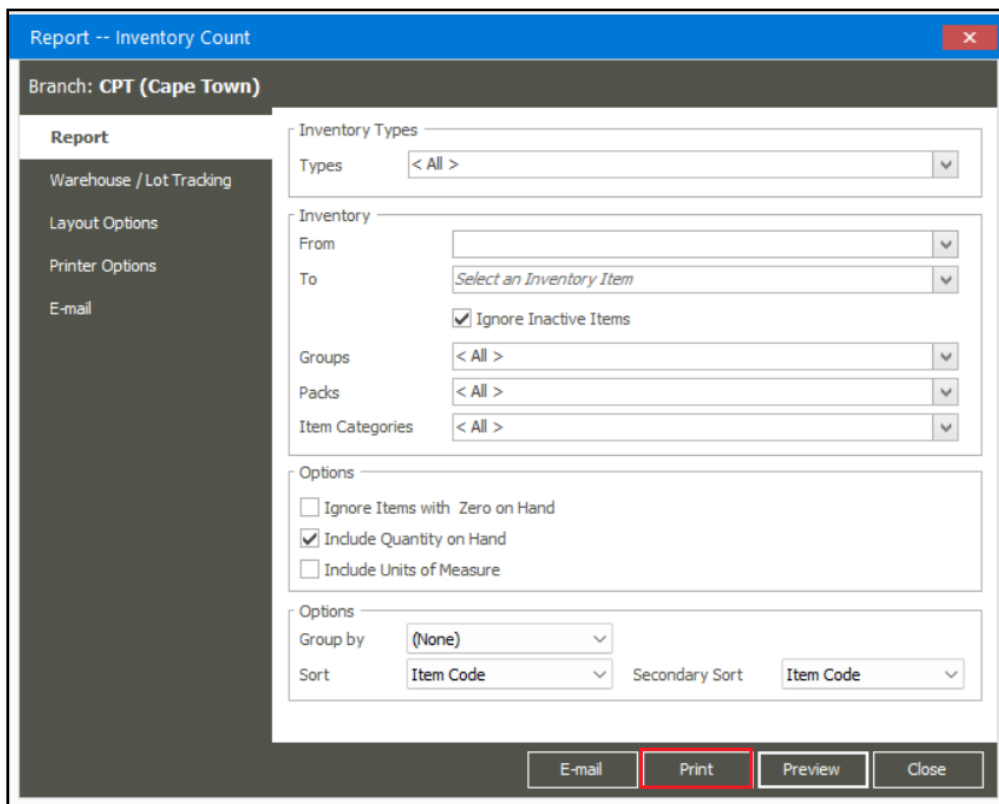 Report -- Inventory Count
Branch: CPT (Cape Town)
Report
Warehouse / Lot Tracking
Layout Options
Printer Options
E-mail
Inventory Types
Types < All >
Inventory
From
To Select an Inventory Item
Ignore Inactive Items
Groups < All >
Packs < All >
Item Categories < All >
Options
Ignore Items with Zero on Hand
Include Quantity on Hand
Include Units of Measure
Options
Group by (None)
Sort Item Code Secondary Sort Item Code
E-mail Print Preview Close